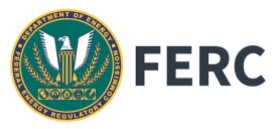 DEPARTMENT OF ENERGY
FEDERAL ENERGY REGULATORY COMMISSION
FERC